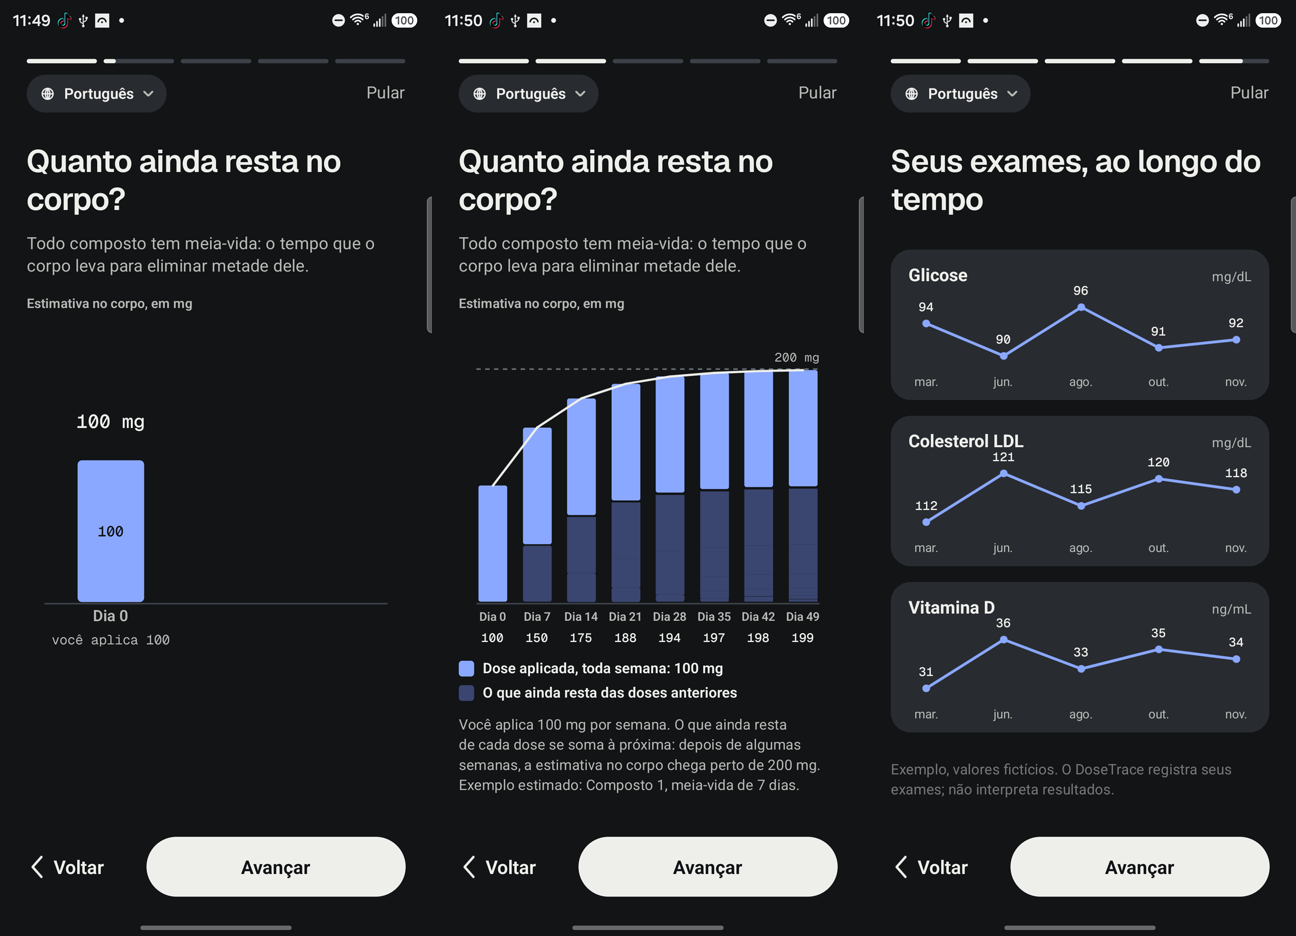 11:49
100
Português
Pular
Quanto ainda resta no
corpo?
Todo composto tem meia-vida: o tempo que o
corpo leva para eliminar metade dele.
Estimativa no corpo, em mg
100 mg
100
Dia 0
você aplica 100
Voltar
Avançar
11:50
100
Português
Pular
Quanto ainda resta no
corpo?
Todo composto tem meia-vida: o tempo que o
corpo leva para eliminar metade dele.
Estimativa no corpo, em mg
200 mg
Dia 0 Dia 7 Dia 14 Dia 21 Dia 28 Dia 35 Dia 42 Dia 49
100 150 175 188 194 197 198 199
Dose aplicada, toda semana: 100 mg
O que ainda resta das doses anteriores
Você aplica 100 mg por semana. O que ainda resta
de cada dose se soma à próxima: depois de algumas
semanas, a estimativa no corpo chega perto de 200 mg.
Exemplo estimado: Composto 1, meia-vida de 7 dias.
Voltar
Avançar
11:50
100
Português
Pular
Seus exames, ao longo do
tempo
Glicose mg/dL
94 90 96 91 92
mar. jun. ago. out. nov.
Colesterol LDL mg/dL
112 121 115 120 118
mar. jun. ago. out. nov.
Vitamina D ng/mL
31 36 33 35 34
mar. jun. ago. out. nov.
Exemplo, valores fictícios. O DoseTrace registra seus
exames; não interpreta resultados.
Voltar
Avançar